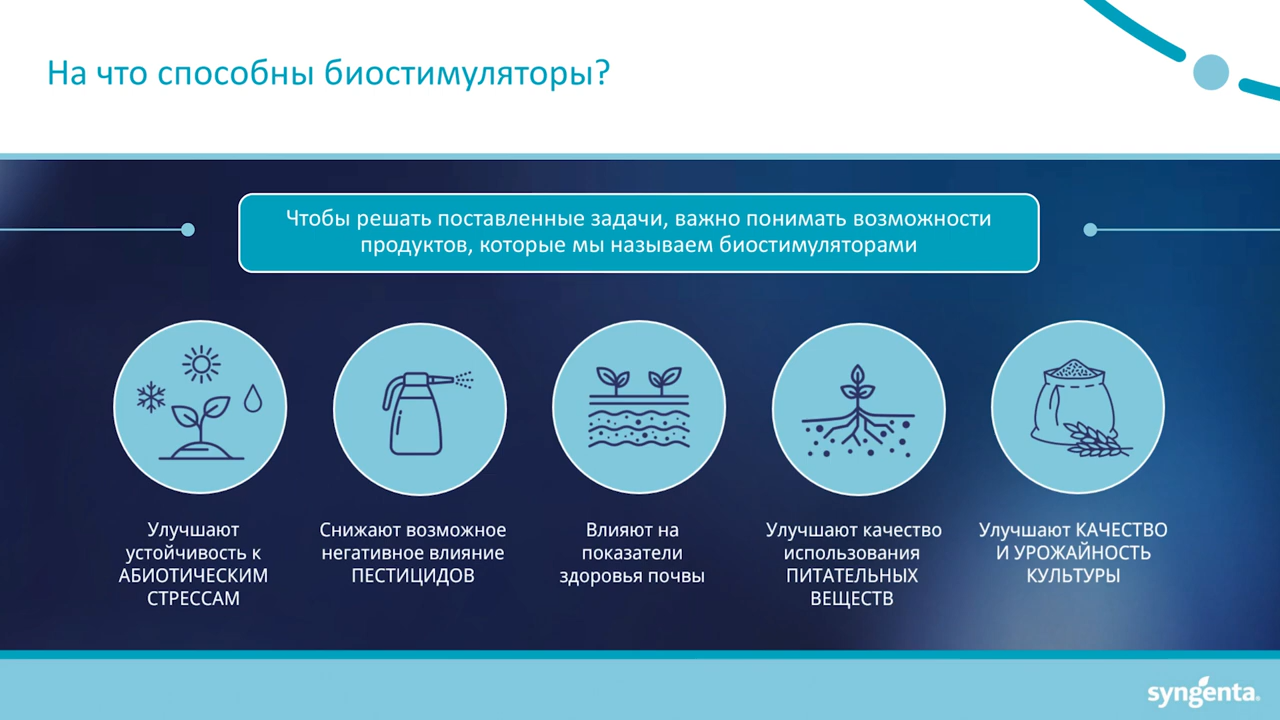 На что способны биостимуляторы?
Чтобы решать поставленные задачи, важно понимать возможности
продуктов, которые мы называем биостимуляторами
Улучшают
устойчивость к
АБИОТИЧЕСКИМ
СТРЕССАМ
Снижают возможное
негативное влияние
ПЕСТИЦИДОВ
Влияют на
показатели
здоровья почвы
Улучшают качество
использования
ПИТАТЕЛЬНЫХ
ВЕЩЕСТВ
Улучшают КАЧЕСТВО
И УРОЖАЙНОСТЬ
КУЛЬТУРЫ
syngenta.